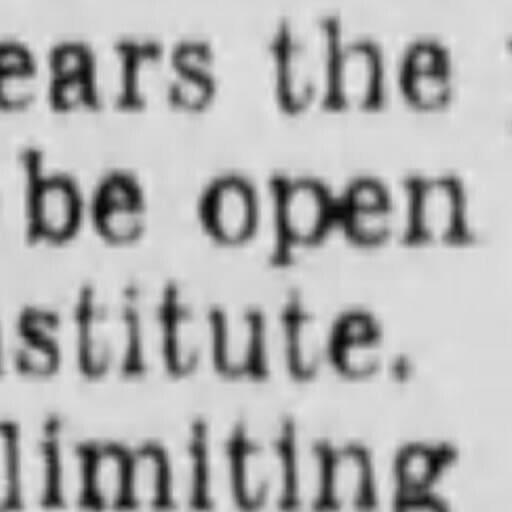 ears the
be open
stitute.
limiting